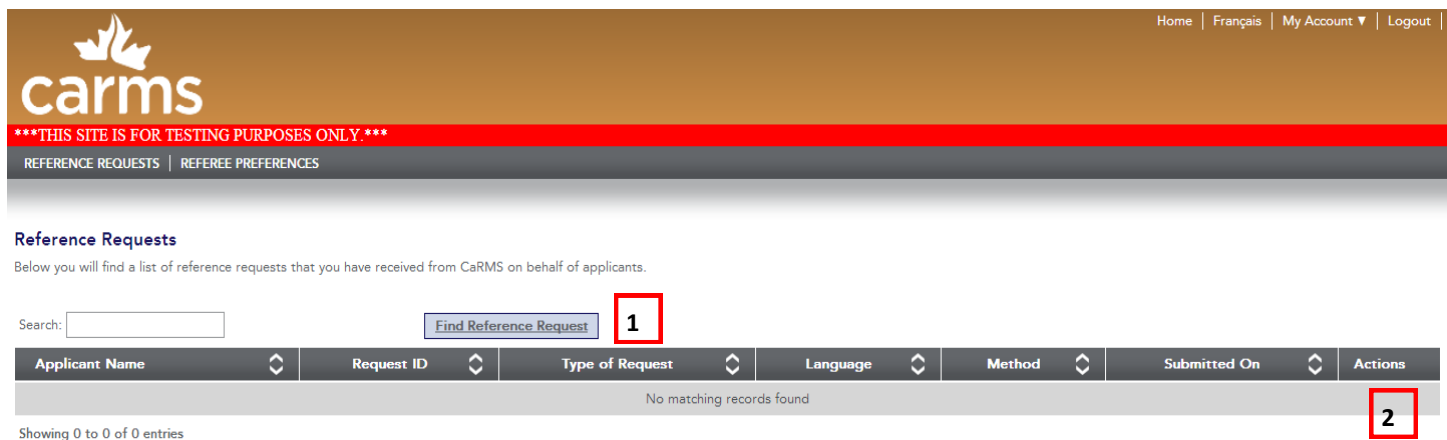 Home | Français | My Account ▼ | Logout |
carms
***THIS SITE IS FOR TESTING PURPOSES ONLY.***
REFERENCE REQUESTS | REFEREE PREFERENCES
Reference Requests
Below you will find a list of reference requests that you have received from CaRMS on behalf of applicants.
Search: Find Reference Request 1
Applicant Name Request ID Type of Request Language Method Submitted On Actions
No matching records found
2
Showing 0 to 0 of 0 entries